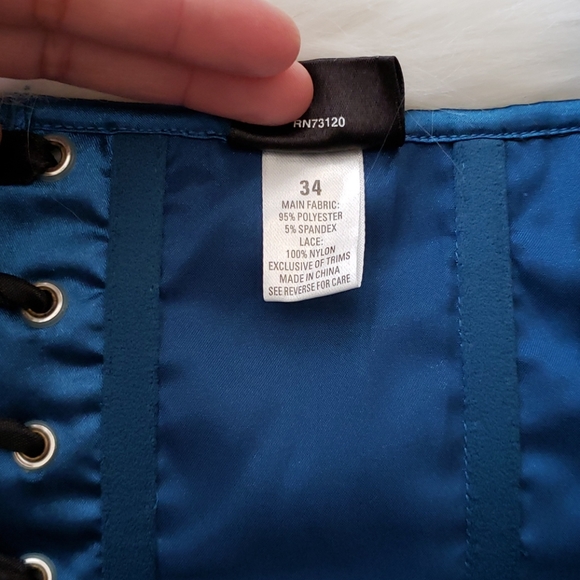 RN73120
34
MAIN FABRIC:
95% POLYESTER
5% SPANDEX
LACE:
100% NYLON
EXCLUSIVE OF TRIMS
MADE IN CHINA
SEE REVERSE FOR CARE